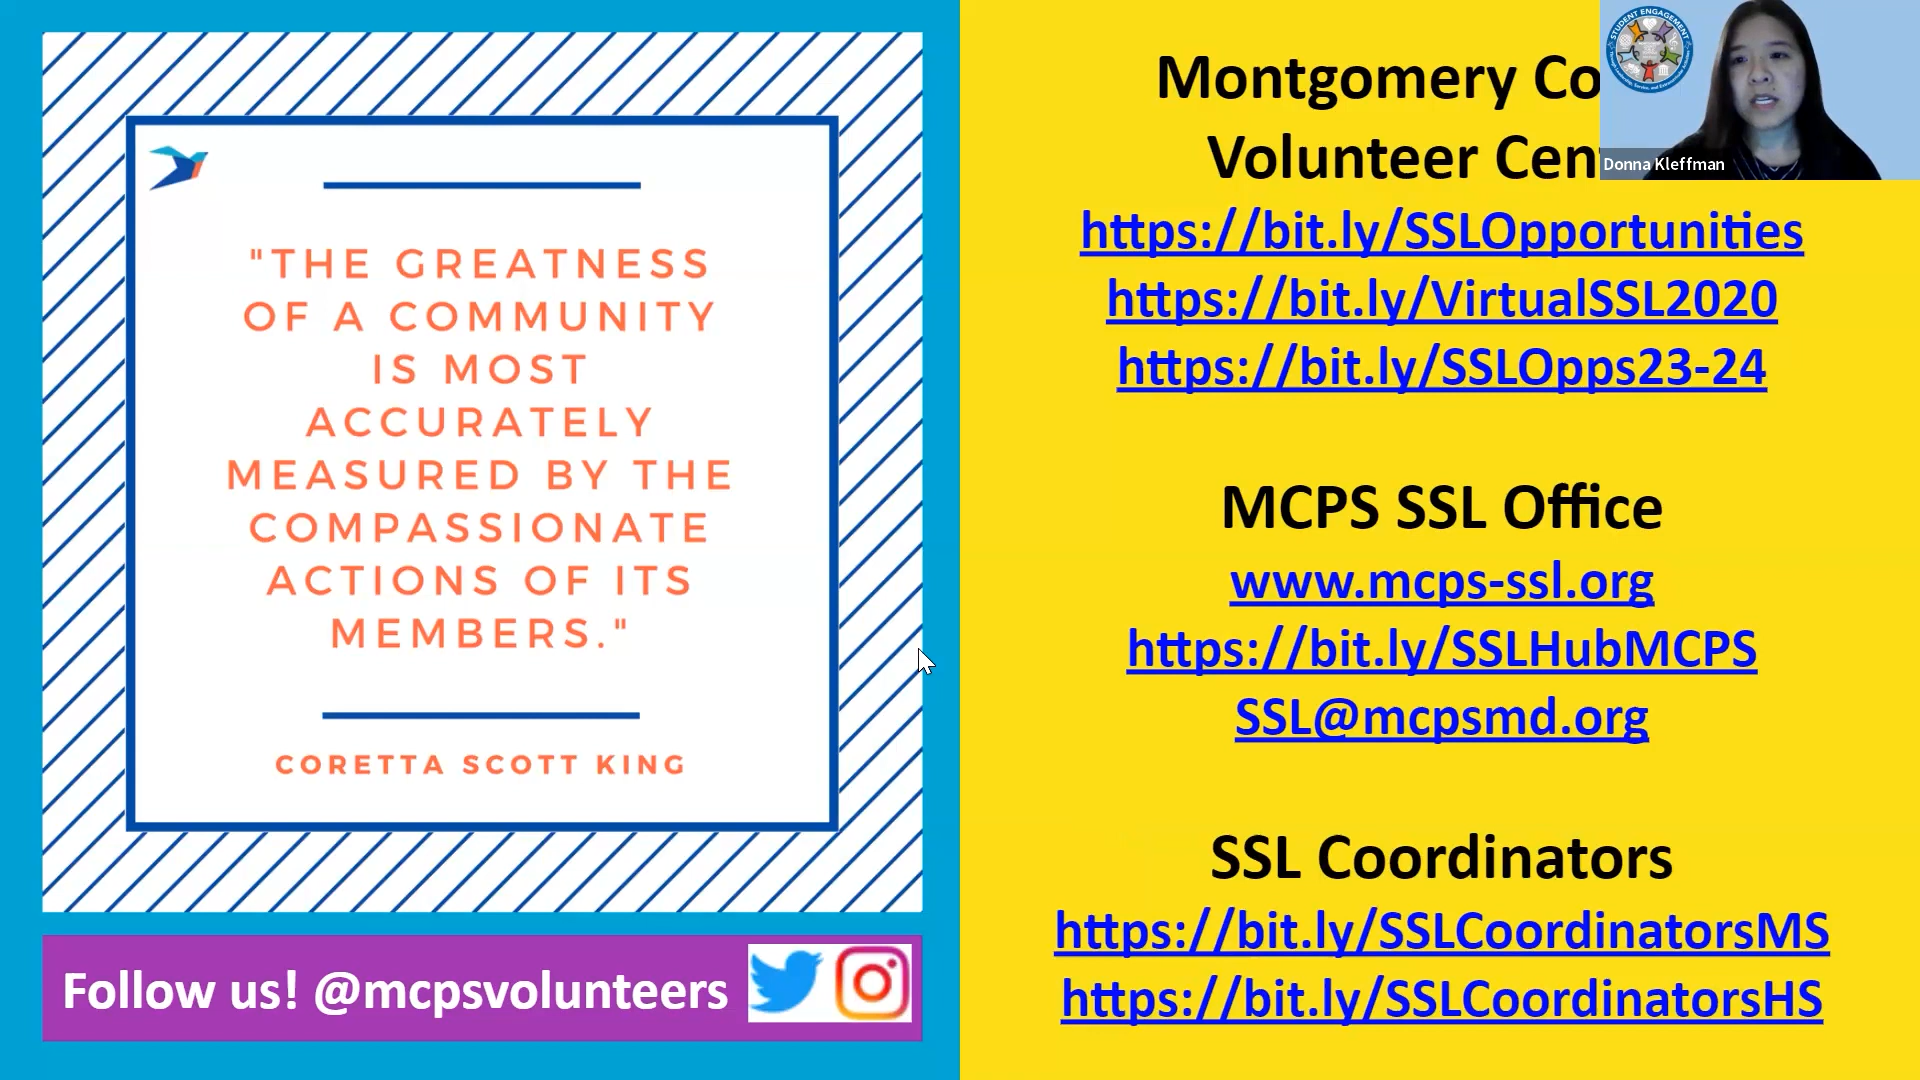 "THE GREATNESS
OF A COMMUNITY
IS MOST
ACCURATELY
MEASURED BY THE
COMPASSIONATE
ACTIONS OF ITS
MEMBERS."
CORETTA SCOTT KING
Follow us! @mcpsvolunteers
Montgomery Co
Volunteer Cen
https://bit.ly/SSLOpportunities
https://bit.ly/VirtualSSL2020
https://bit.ly/SSLOpps23-24
MCPS SSL Office
www.mcps-ssl.org
https://bit.ly/SSLHubMCPS
SSL@mcpsmd.org
SSL Coordinators
https://bit.ly/SSLCoordinatorsMS
https://bit.ly/SSLCoordinatorsHS
STUDENT ENGAGEMENT
Donna Kleffman